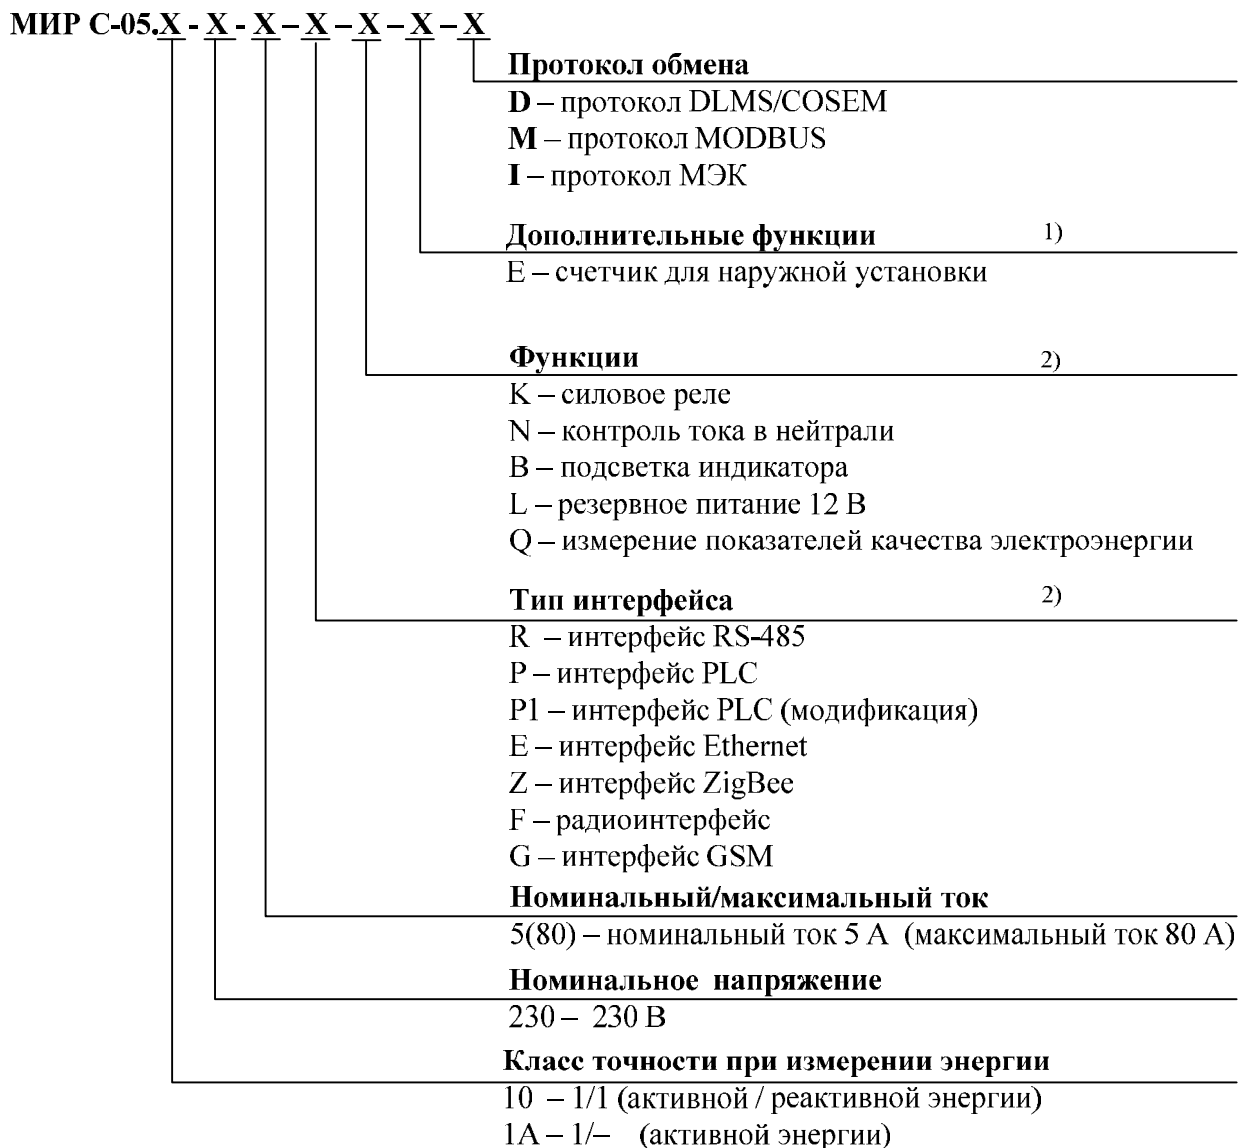 МИР С-05.X - X - X – X – X – X – X
Протокол обмена
D – протокол DLMS/COSEM
M – протокол MODBUS
I – протокол МЭК
Дополнительные функции 1)
E – счетчик для наружной установки
Функции 2)
K – силовое реле
N – контроль тока в нейтрали
B – подсветка индикатора
L – резервное питание 12 В
Q – измерение показателей качества электроэнергии
Тип интерфейса 2)
R – интерфейс RS-485
P – интерфейс PLC
P1 – интерфейс PLC (модификация)
E – интерфейс Ethernet
Z – интерфейс ZigBee
F – радиоинтерфейс
G – интерфейс GSM
Номинальный/максимальный ток
5(80) – номинальный ток 5 А (максимальный ток 80 А)
Номинальное напряжение
230 – 230 В
Класс точности при измерении энергии
10 – 1/1 (активной / реактивной энергии)
1А – 1/– (активной энергии)